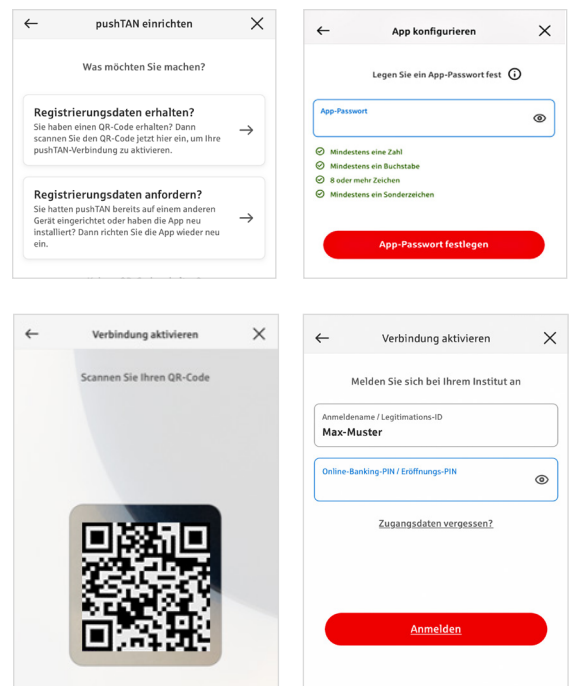 pushTAN einrichten
Was möchten Sie machen?
Registrierungsdaten erhalten?
Sie haben einen QR-Code erhalten? Dann
scannen Sie den QR-Code jetzt hier ein, um Ihre
pushTAN-Verbindung zu aktivieren.
Registrierungsdaten anfordern?
Sie hatten pushTAN bereits auf einem anderen
Gerät eingerichtet oder haben die App neu
installiert? Dann richten Sie die App wieder neu
ein.
App konfigurieren
Legen Sie ein App-Passwort fest
App-Passwort
Mindestens eine Zahl
Mindestens ein Buchstabe
8 oder mehr Zeichen
Mindestens ein Sonderzeichen
App-Passwort festlegen
Verbindung aktivieren
Scannen Sie Ihren QR-Code
Verbindung aktivieren
Melden Sie sich bei Ihrem Institut an
Anmeldename / Legitimations-ID
Max-Muster
Online-Banking-PIN / Eröffnungs-PIN
Zugangsdaten vergessen?
Anmelden